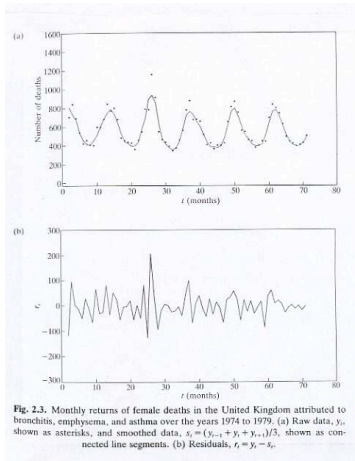 (a)
1600
1400
1200
1000
800
600
400
200
0
Number of deaths
0 10 20 30 40 50 60 70 80
t (months)
(b)
300
200
100
0
-100
-200
-300
r_t
0 10 20 30 40 50 60 70 80
t (months)
Fig. 2.3. Monthly returns of female deaths in the United Kingdom attributed to
bronchitis, emphysema, and asthma over the years 1974 to 1979. (a) Raw data, y_t,
shown as asterisks, and smoothed data, s_t = (y_{t-1} + y_t + y_{t+1})/3, shown as con-
nected line segments. (b) Residuals, r_t = y_t - s_t.